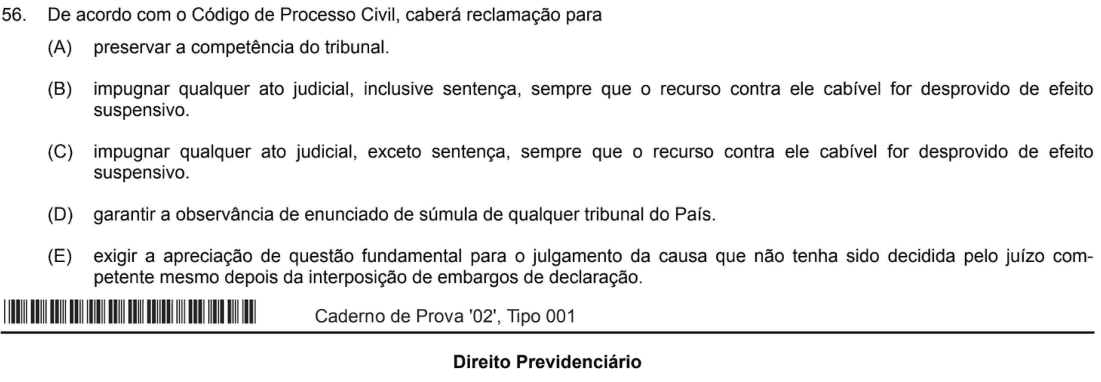 56. De acordo com o Código de Processo Civil, caberá reclamação para
(A) preservar a competência do tribunal.
(B) impugnar qualquer ato judicial, inclusive sentença, sempre que o recurso contra ele cabível for desprovido de efeito
suspensivo.
(C) impugnar qualquer ato judicial, exceto sentença, sempre que o recurso contra ele cabível for desprovido de efeito
suspensivo.
(D) garantir a observância de enunciado de súmula de qualquer tribunal do País.
(E) exigir a apreciação de questão fundamental para o julgamento da causa que não tenha sido decidida pelo juízo com-
petente mesmo depois da interposição de embargos de declaração.
Caderno de Prova '02', Tipo 001
Direito Previdenciário